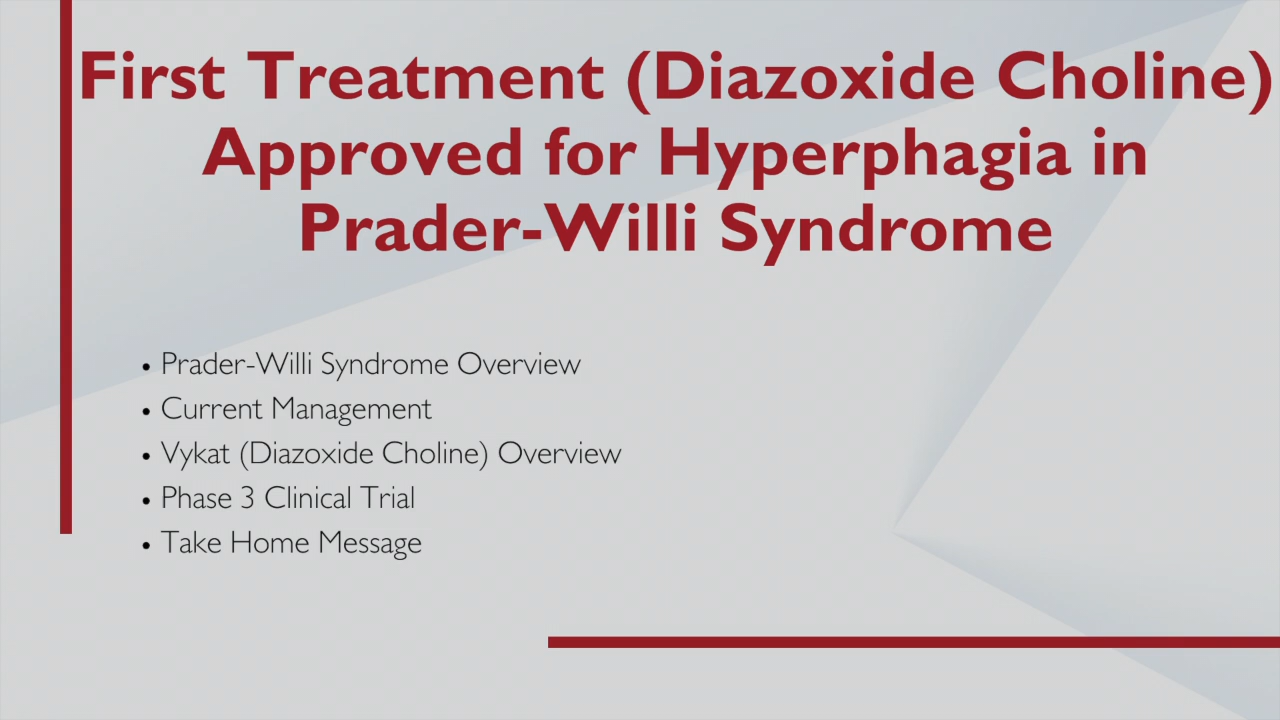 First Treatment (Diazoxide Choline)
Approved for Hyperphagia in
Prader-Willi Syndrome
• Prader-Willi Syndrome Overview
• Current Management
• Vykat (Diazoxide Choline) Overview
• Phase 3 Clinical Trial
• Take Home Message